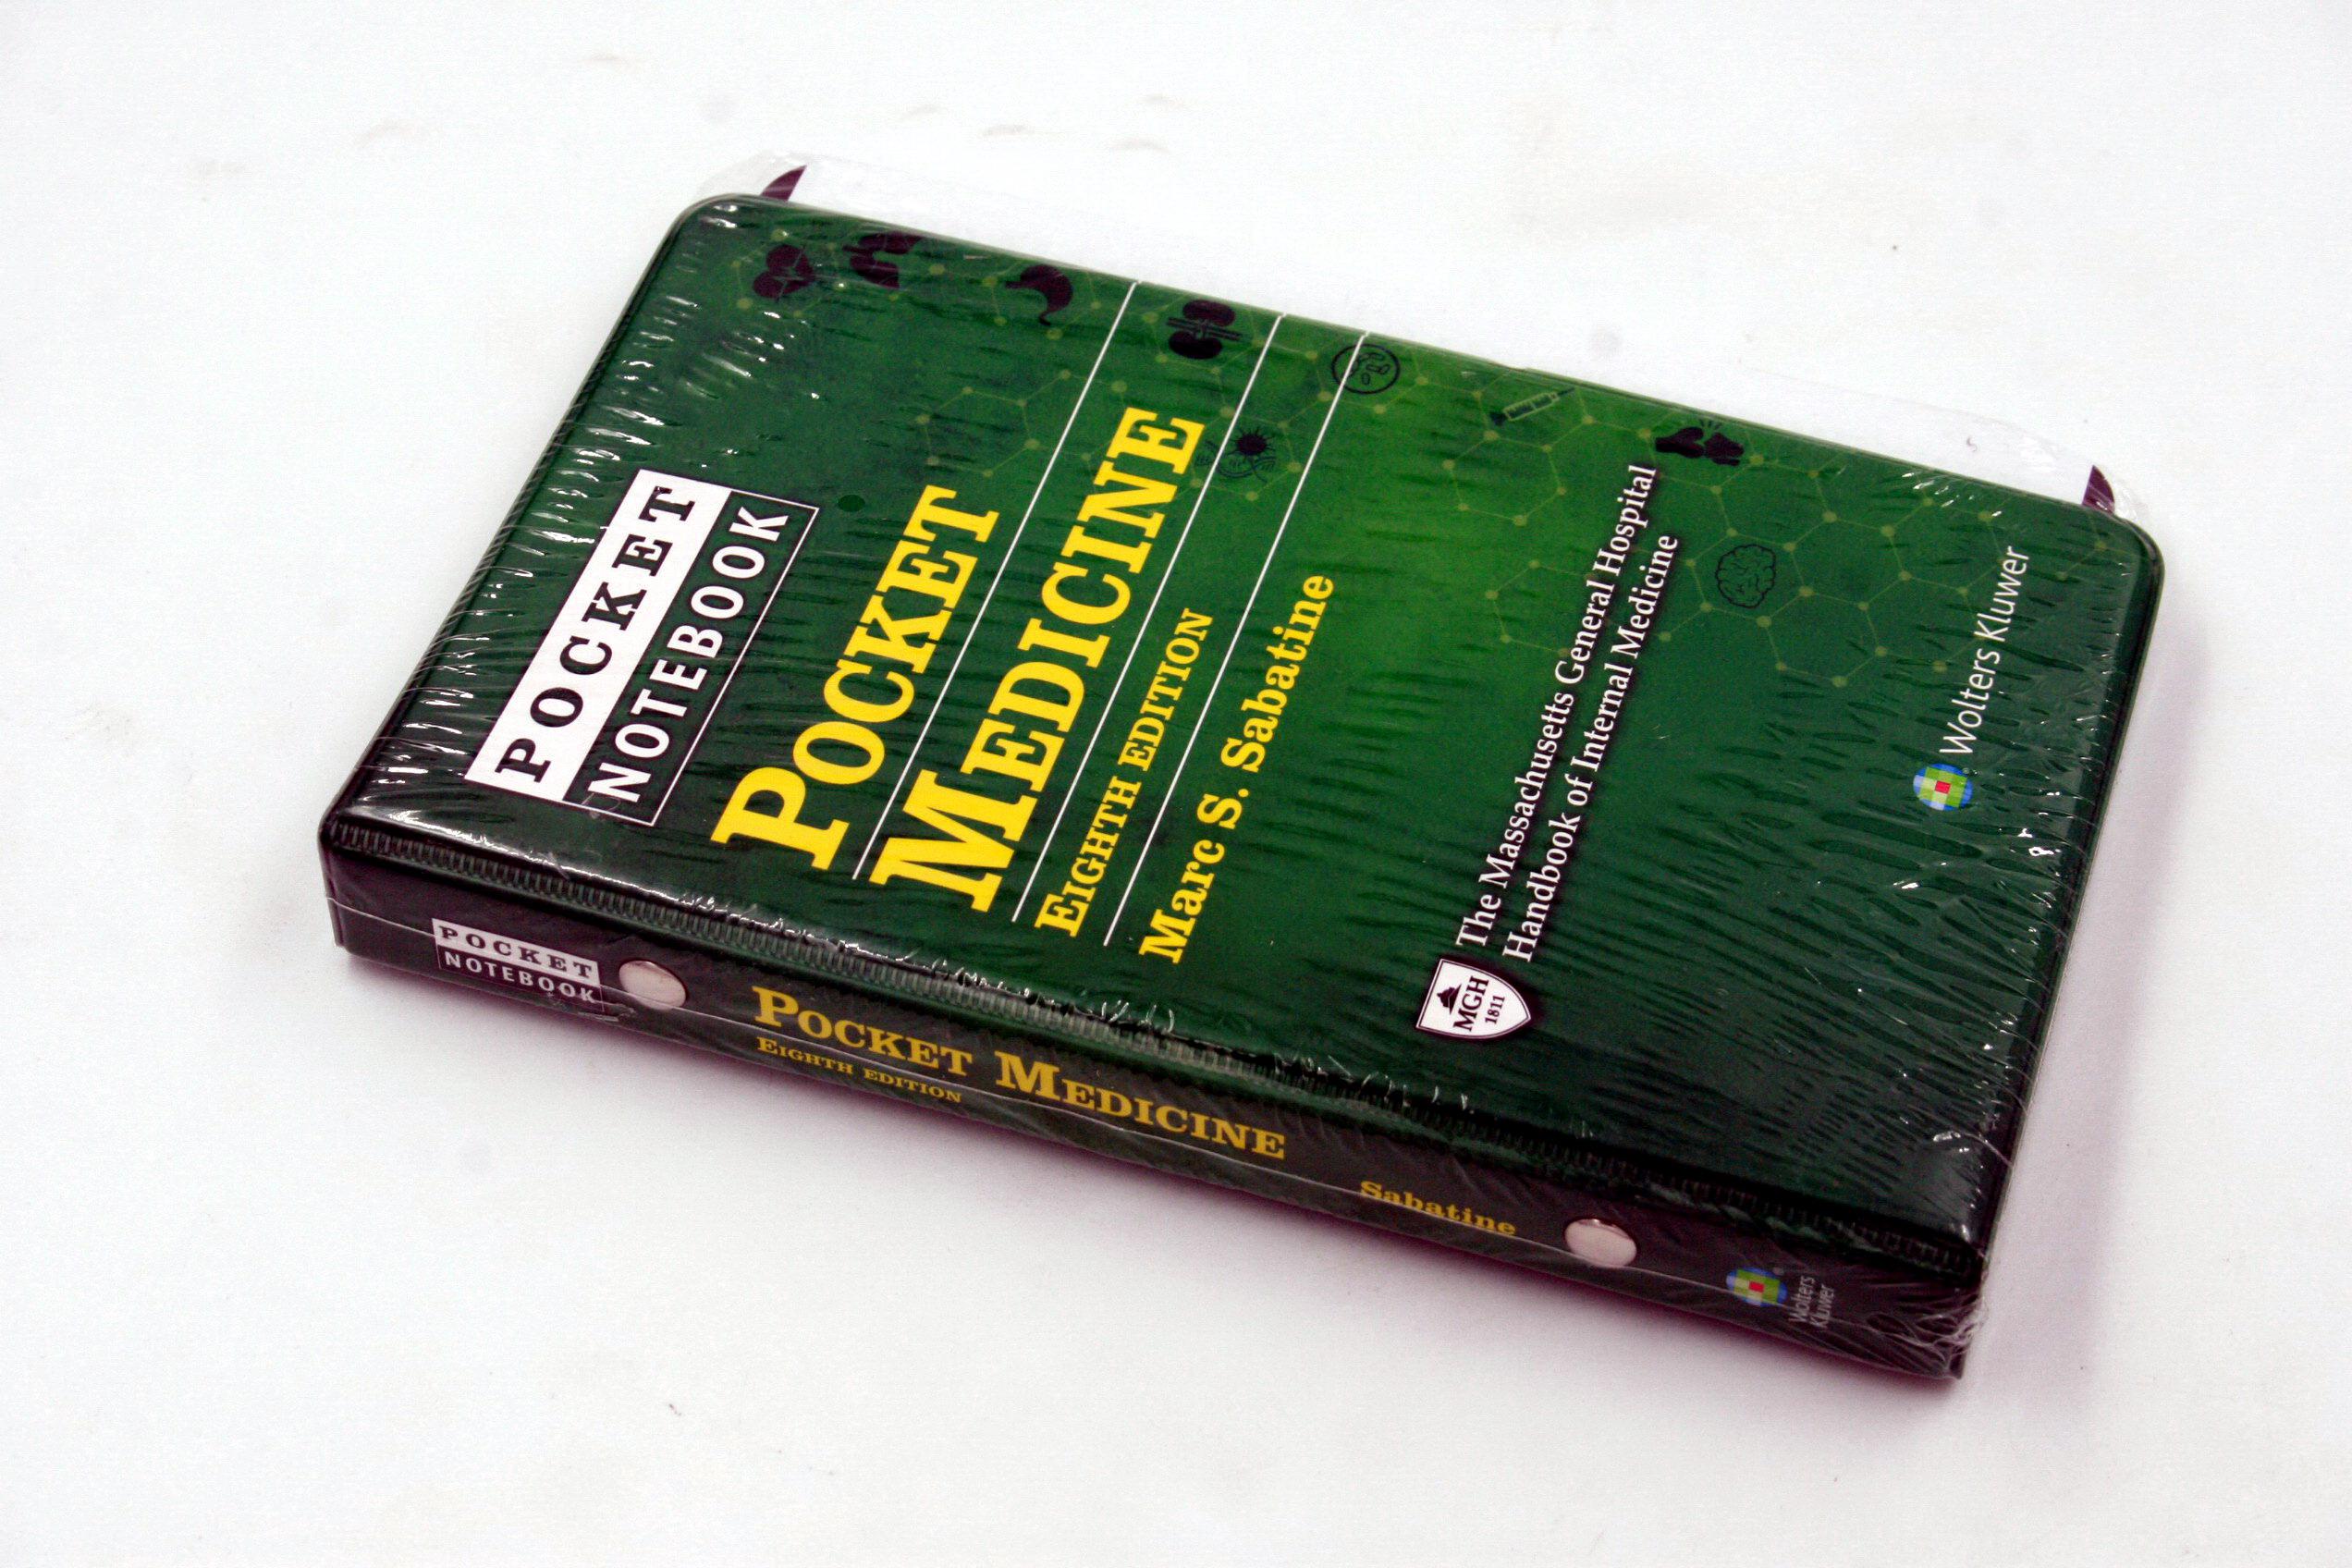 POCKET
NOTEBOOK
POCKET
MEDICINE
EIGHTH EDITION
Marc S. Sabatine
The Massachusetts General Hospital
Handbook of Internal Medicine
MGH
1811
Wolters Kluwer
POCKET
NOTEBOOK
POCKET MEDICINE
EIGHTH EDITION
Sabatine
Wolters
Kluwer